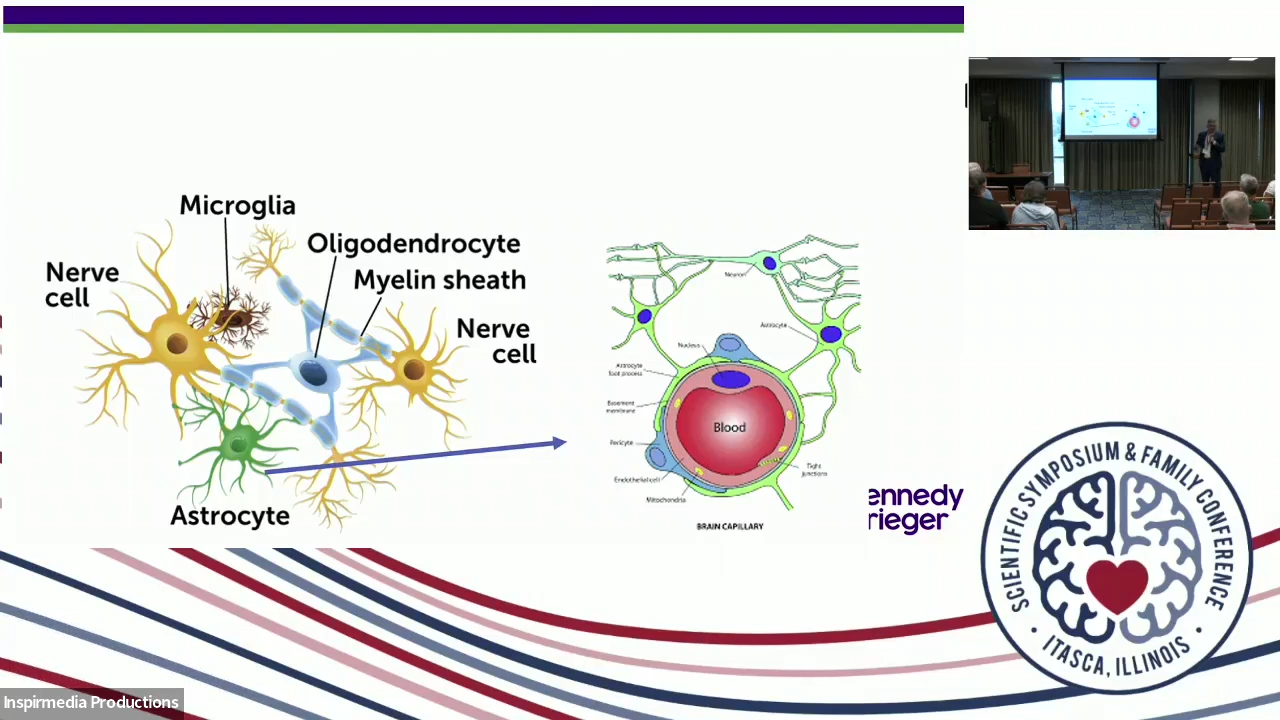 Microglia
Oligodendrocyte
Myelin sheath
Nerve
cell
Nerve
cell
Astrocyte
Neuron
Astrocyte
Nucleus
Astrocyte
foot process
Basement
membrane
Blood
Pericyte
Tight
junctions
Endothelial cell
Mitochondria
BRAIN CAPILLARY
ennedy
rieger
SCIENTIFIC SYMPOSIUM & FAMILY CONFERENCE
• ITASCA, ILLINOIS •
Inspirmedia Productions